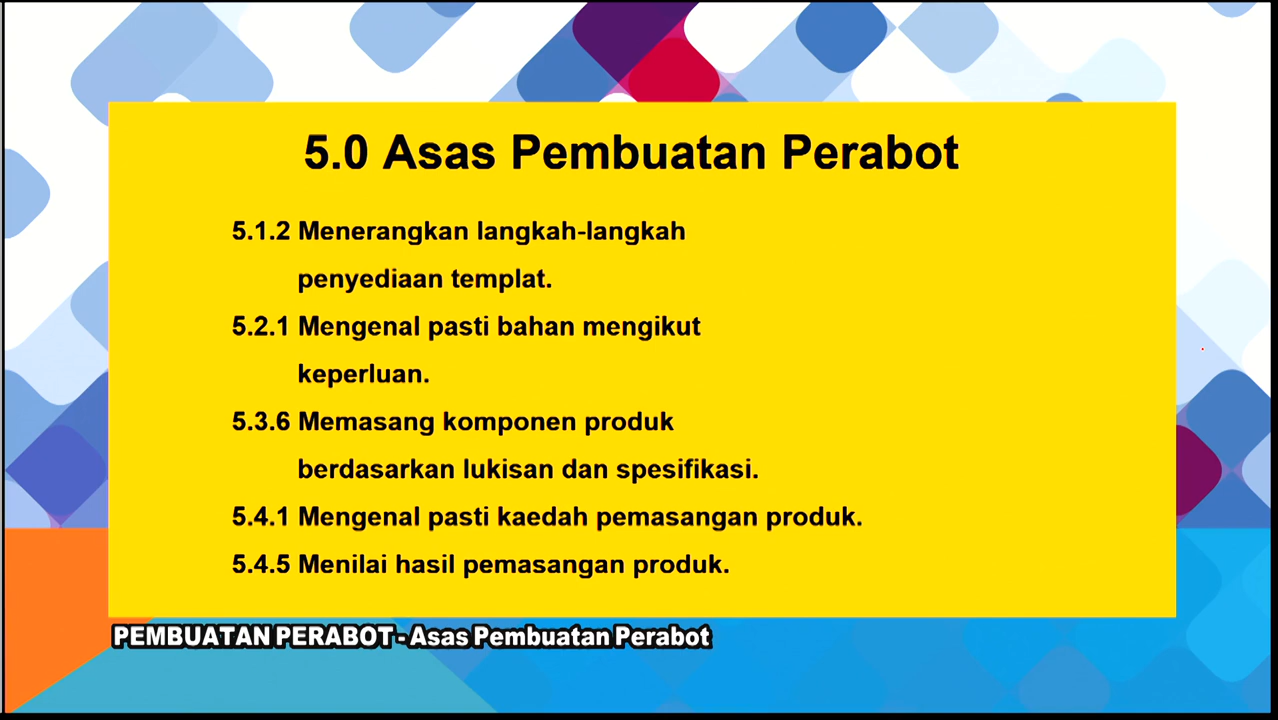 5.0 Asas Pembuatan Perabot
5.1.2 Menerangkan langkah-langkah
penyediaan templat.
5.2.1 Mengenal pasti bahan mengikut
keperluan.
5.3.6 Memasang komponen produk
berdasarkan lukisan dan spesifikasi.
5.4.1 Mengenal pasti kaedah pemasangan produk.
5.4.5 Menilai hasil pemasangan produk.
PEMBUATAN PERABOT - Asas Pembuatan Perabot